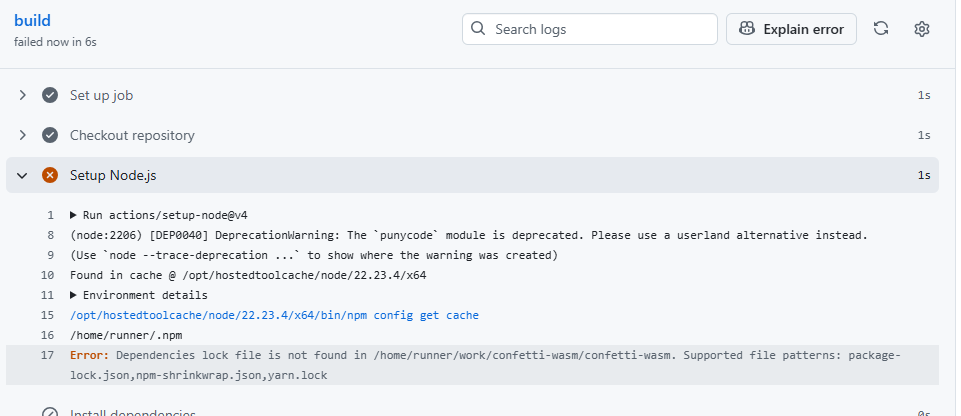 build
failed now in 6s
Search logs
Explain error
Set up job 1s
Checkout repository 1s
Setup Node.js 1s
1 ▶ Run actions/setup-node@v4
8 (node:2206) [DEP0040] DeprecationWarning: The `punycode` module is deprecated. Please use a userland alternative instead.
9 (Use `node --trace-deprecation ...` to show where the warning was created)
10 Found in cache @ /opt/hostedtoolcache/node/22.23.4/x64
11 ▶ Environment details
15 /opt/hostedtoolcache/node/22.23.4/x64/bin/npm config get cache
16 /home/runner/.npm
17 Error: Dependencies lock file is not found in /home/runner/work/confetti-wasm/confetti-wasm. Supported file patterns: package-
lock.json,npm-shrinkwrap.json,yarn.lock
Install dependencies 0s